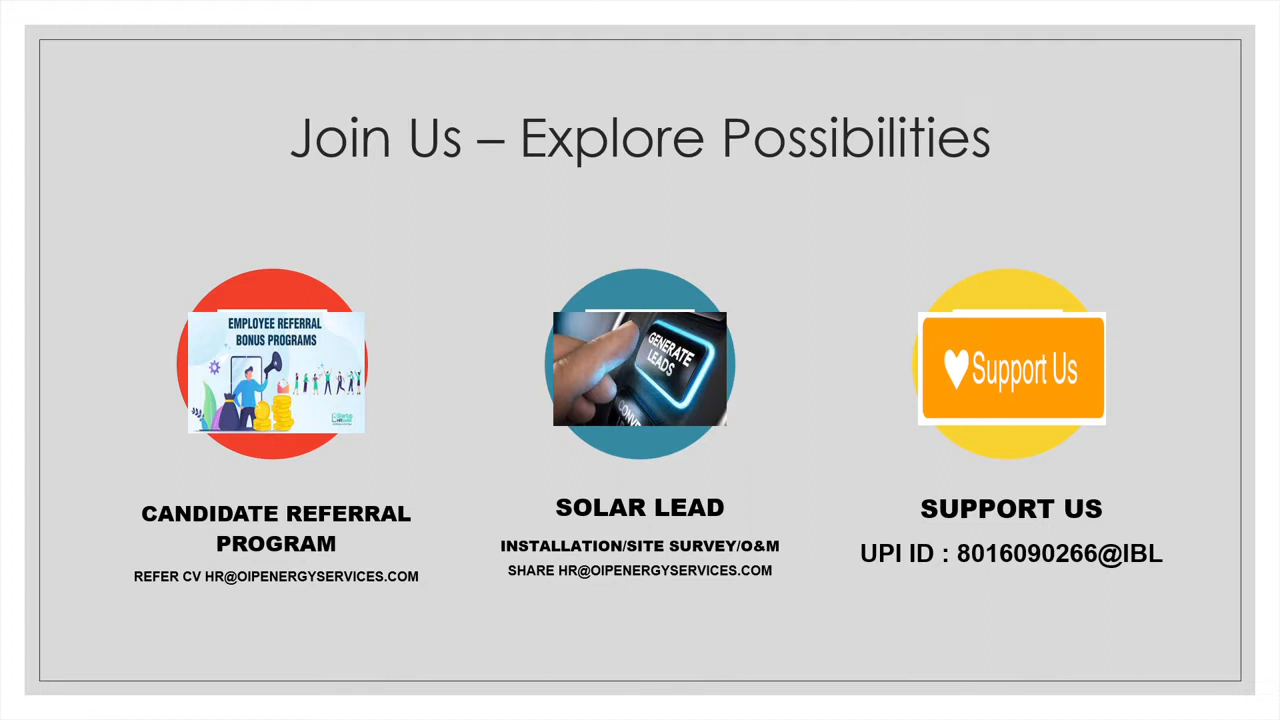 Join Us – Explore Possibilities
EMPLOYEE REFERRAL
BONUS PROGRAMS
GENERATE
LEADS
Support Us
CANDIDATE REFERRAL
PROGRAM
REFER CV HR@OIPENERGYSERVICES.COM
SOLAR LEAD
INSTALLATION/SITE SURVEY/O&M
SHARE HR@OIPENERGYSERVICES.COM
SUPPORT US
UPI ID : 8016090266@IBL